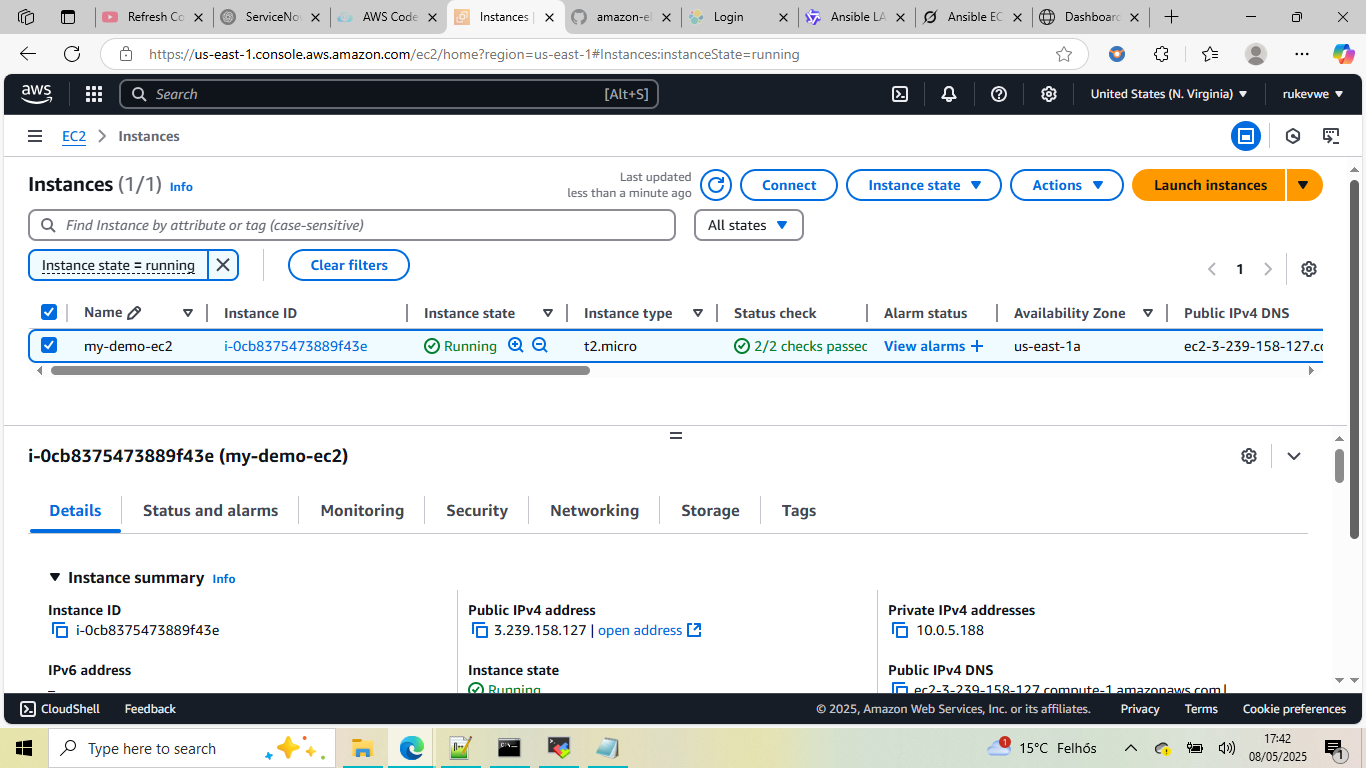 Refresh Co
ServiceNo
AWS Code
Instances |
amazon-el
Login
Ansible LA
Ansible EC
Dashboard
https://us-east-1.console.aws.amazon.com/ec2/home?region=us-east-1#Instances:instanceState=running
aws
Search [Alt+S]
United States (N. Virginia)
rukevwe
EC2 > Instances
Instances (1/1) Info
Last updated
less than a minute ago
Connect
Instance state
Actions
Launch instances
Find Instance by attribute or tag (case-sensitive)
All states
Instance state = running
Clear filters
1
Name Instance ID Instance state Instance type Status check Alarm status Availability Zone Public IPv4 DNS
my-demo-ec2 i-0cb8375473889f43e Running t2.micro 2/2 checks passed View alarms + us-east-1a ec2-3-239-158-127.co
i-0cb8375473889f43e (my-demo-ec2)
Details Status and alarms Monitoring Security Networking Storage Tags
Instance summary Info
Instance ID
i-0cb8375473889f43e
Public IPv4 address
3.239.158.127 | open address
Private IPv4 addresses
10.0.5.188
IPv6 address
–
Instance state
Running
Public IPv4 DNS
ec2-3-239-158-127.compute-1.amazonaws.com |
CloudShell Feedback
© 2025, Amazon Web Services, Inc. or its affiliates. Privacy Terms Cookie preferences
Type here to search
1
15°C Felhős
17:42
08/05/2025
1